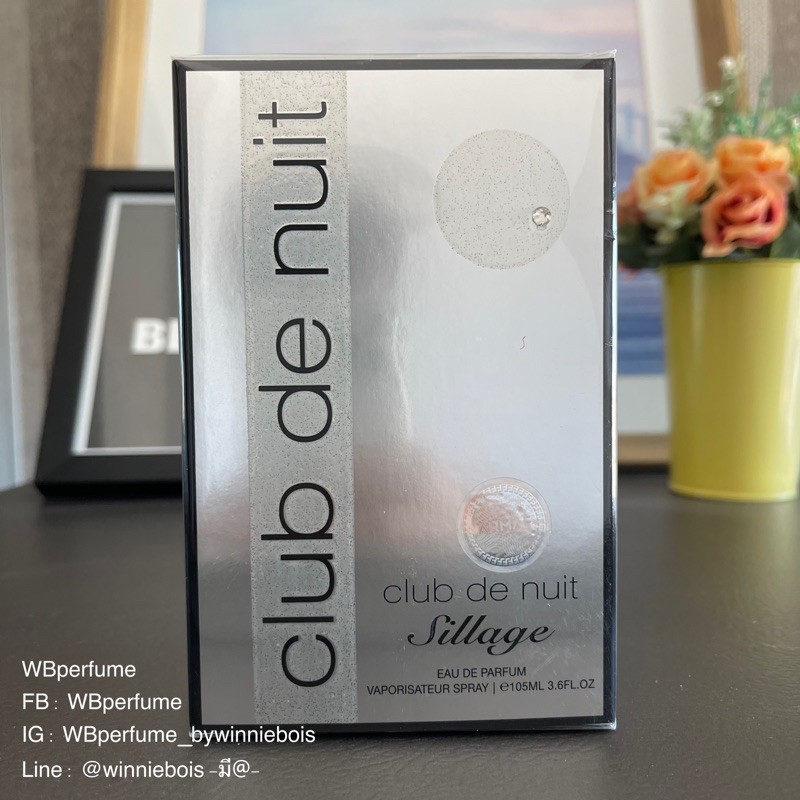 club de nuit
club de nuit
Sillage
EAU DE PARFUM
VAPORISATEUR SPRAY | ℮105ML 3.6FL.OZ
WBperfume
FB : WBperfume
IG : WBperfume_bywinniebois
Line : @winniebois -มี@-